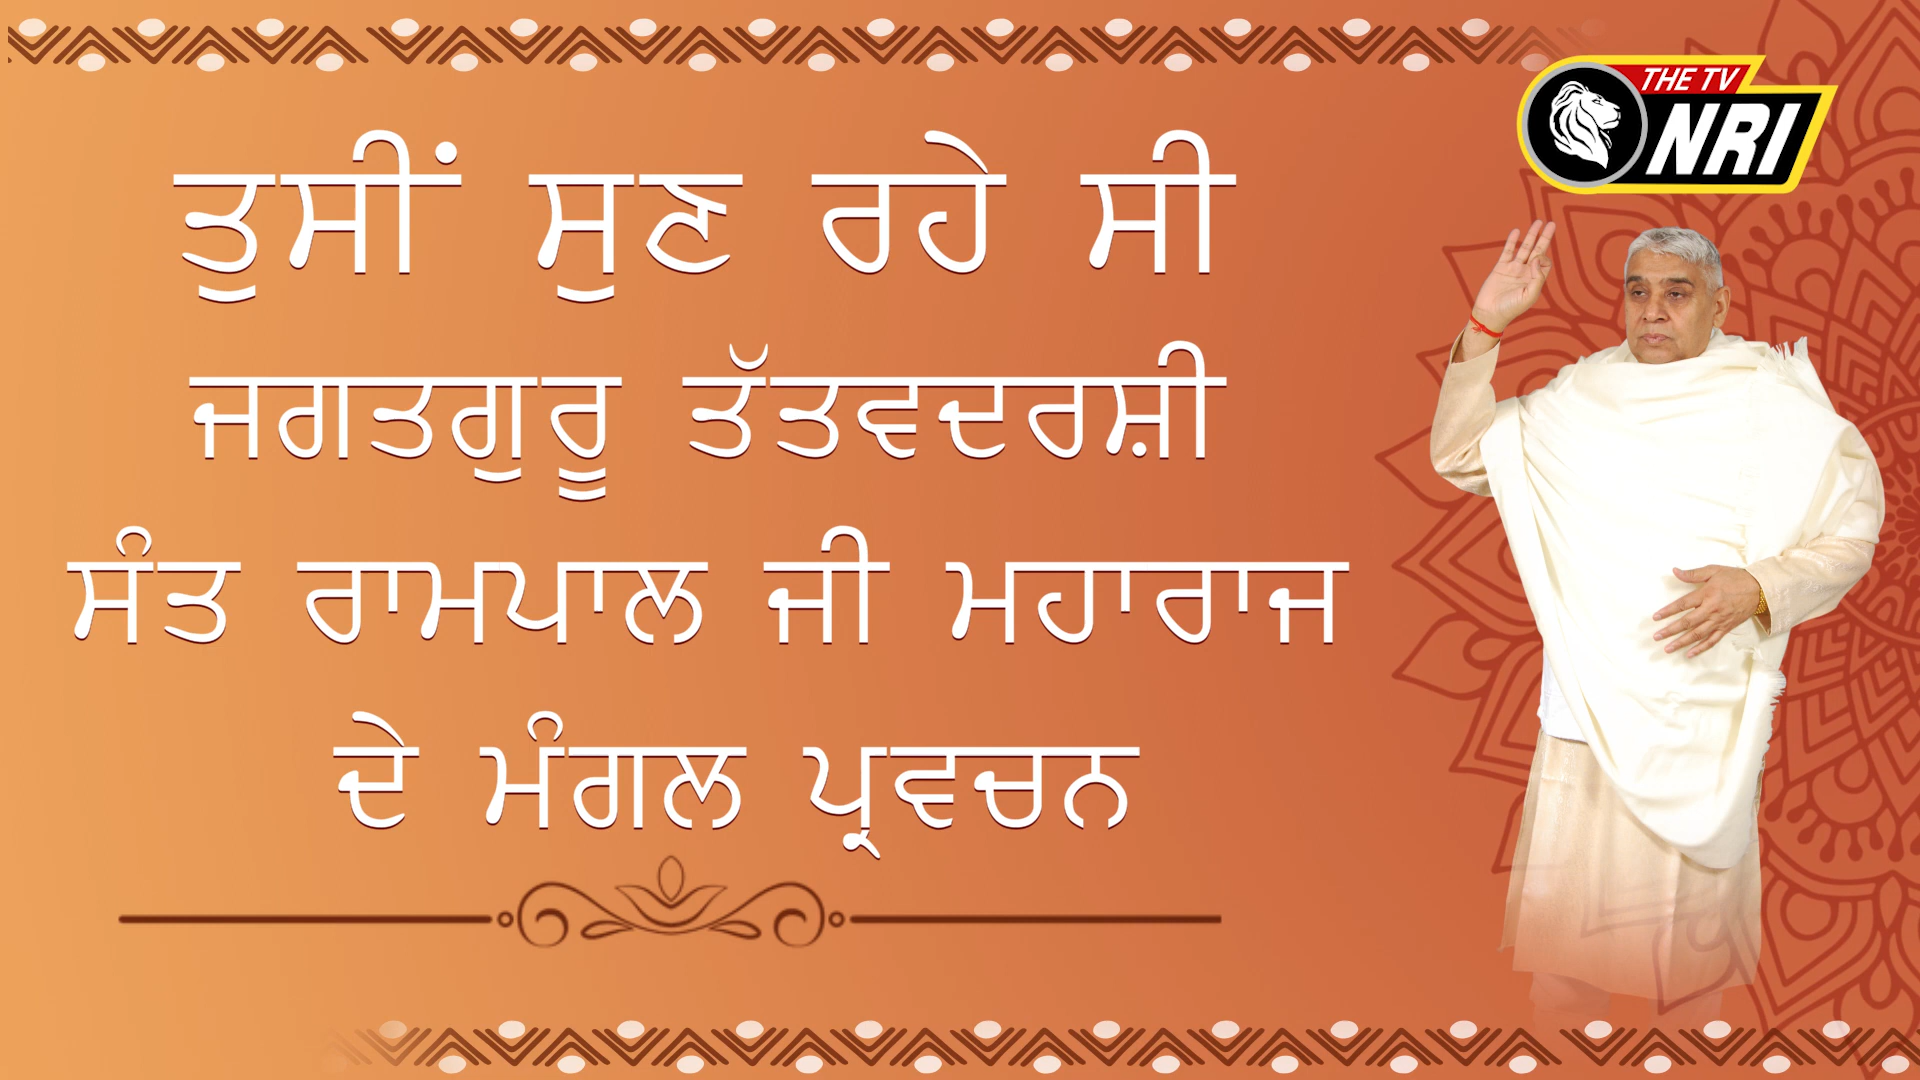 THE TV
NRI
ਤੁਸੀਂ ਸੁਣ ਰਹੇ ਸੀ
ਜਗਤਗੁਰੂ ਤੱਤਵਦਰਸ਼ੀ
ਸੰਤ ਰਾਮਪਾਲ ਜੀ ਮਹਾਰਾਜ
ਦੇ ਮੰਗਲ ਪ੍ਰਵਚਨ